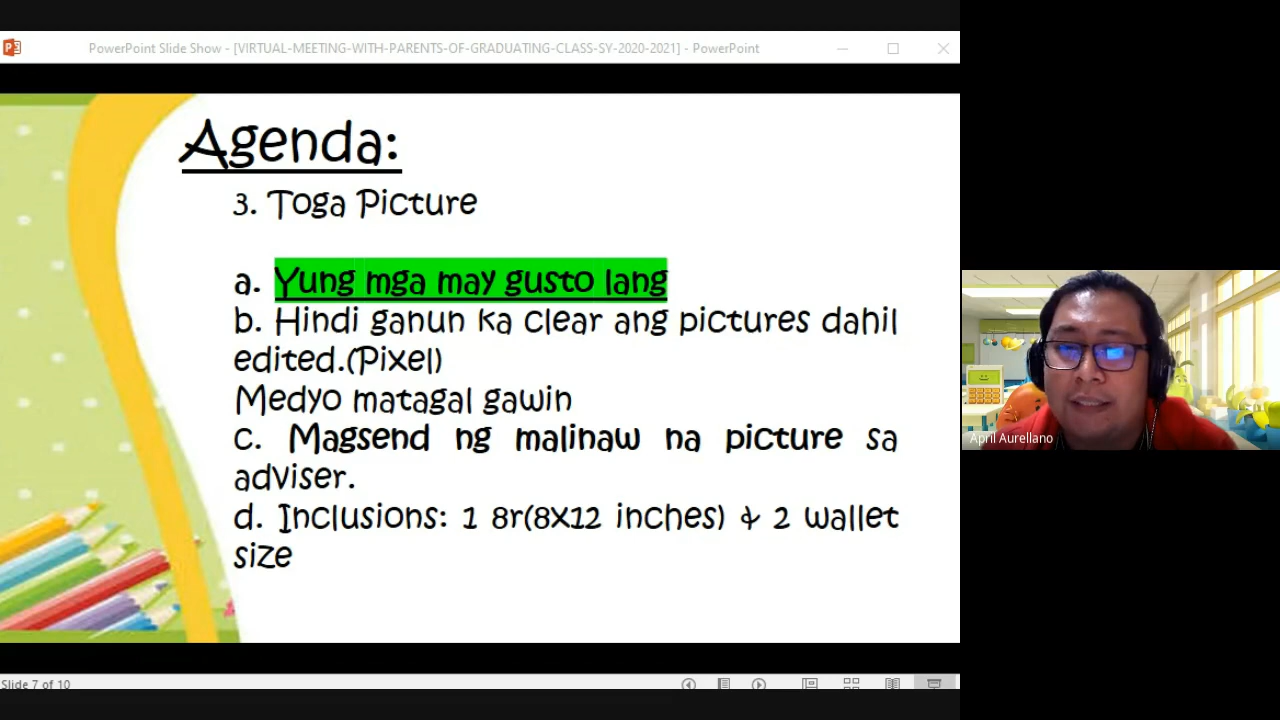 PowerPoint Slide Show - [VIRTUAL-MEETING-WITH-PARENTS-OF-GRADUATING-CLASS-SY-2020-2021] - PowerPoint
Agenda:
3. Toga Picture
a. Yung mga may gusto lang
b. Hindi ganun ka clear ang pictures dahil
edited.(Pixel)
Medyo matagal gawin
c. Magsend ng malinaw na picture sa
adviser.
d. Inclusions: 1 8r(8x12 inches) & 2 wallet
size
April Aurellano
Slide 7 of 10